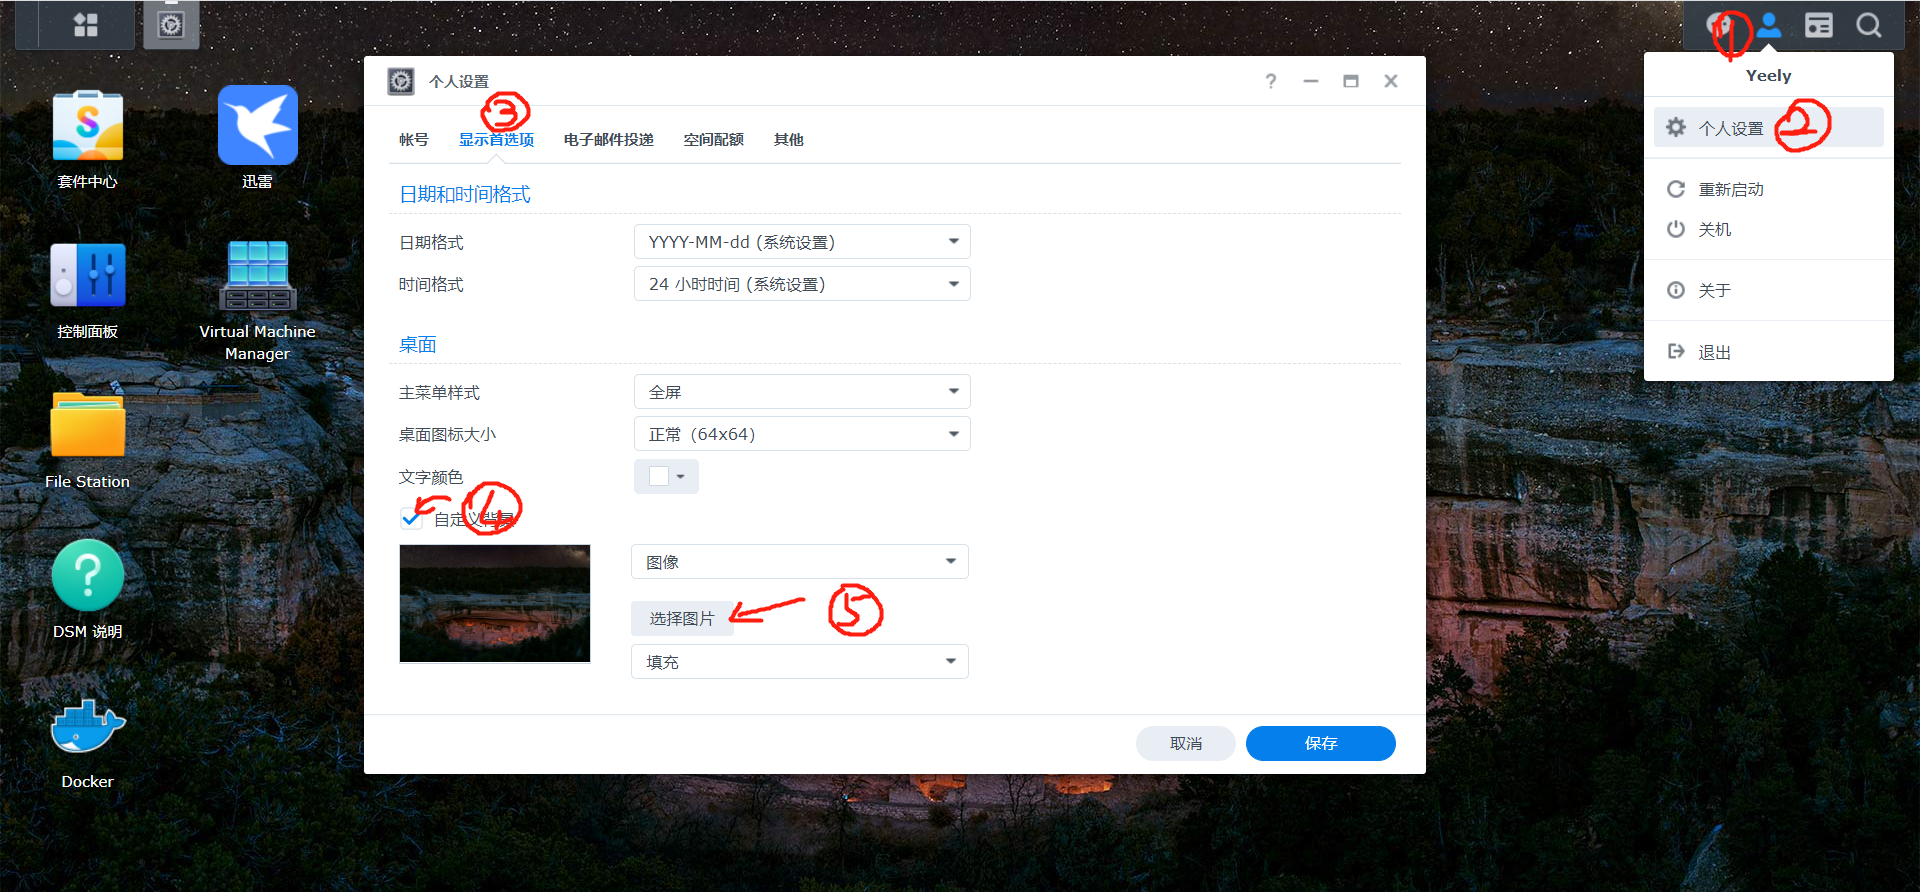 套件中心
迅雷
控制面板
Virtual Machine
Manager
File Station
DSM 说明
Docker
个人设置
③
帐号 显示首选项 电子邮件投递 空间配额 其他
日期和时间格式
日期格式 YYYY-MM-dd (系统设置)
时间格式 24 小时时间 (系统设置)
桌面
主菜单样式 全屏
桌面图标大小 正常（64x64）
文字颜色
自定义背景 ④
图像
选择图片 ⑤
填充
取消 保存
①
Yeely
个人设置 ②
重新启动
关机
关于
退出